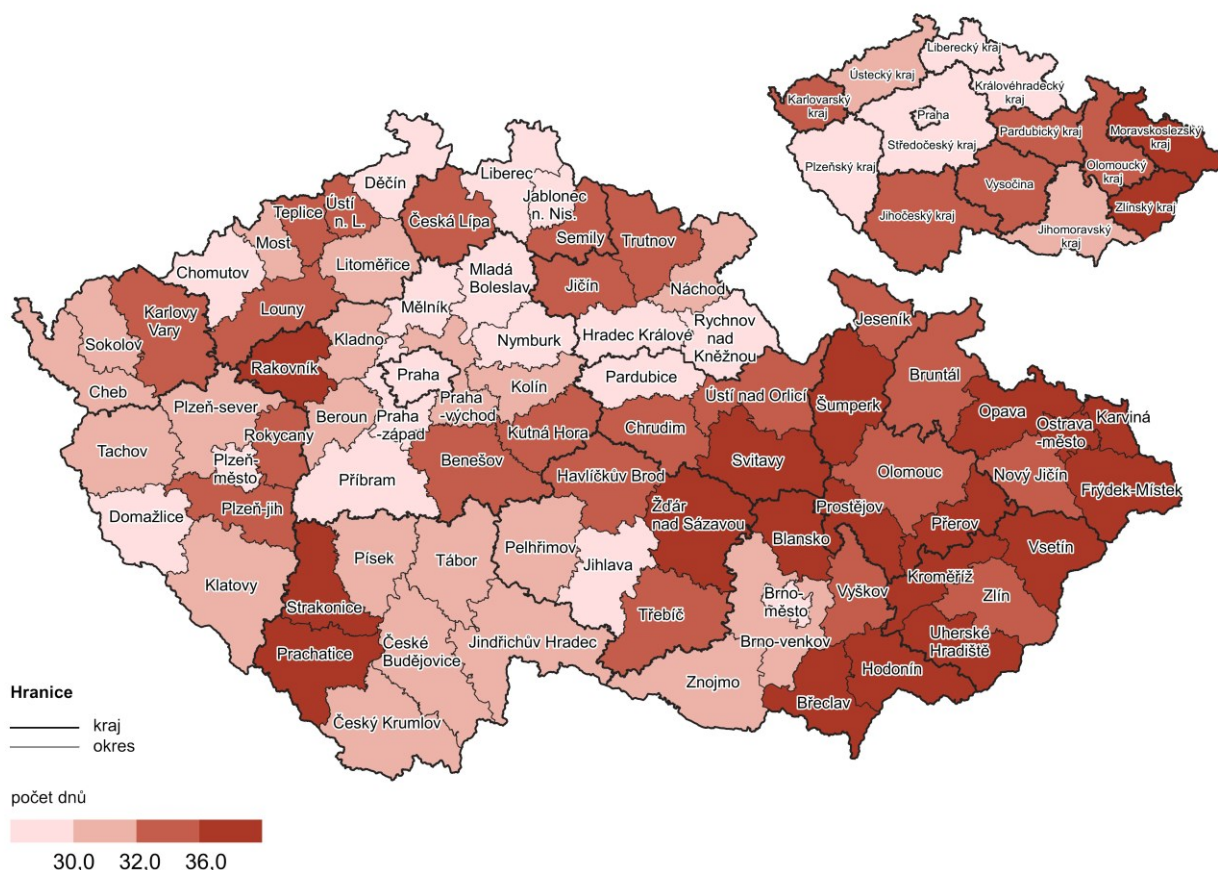 Liberecký kraj
Ústecký kraj
Královéhradecký
kraj
Karlovarský
kraj
Praha
Pardubický kraj
Moravskoslezský
kraj
Středočeský kraj
Plzeňský kraj
Olomoucký
kraj
Vysočina
Zlínský kraj
Jihočeský kraj
Jihomoravský
kraj
Děčín
Liberec
Jablonec
n. Nis.
Ústí
n. L.
Teplice
Česká Lípa
Semily
Trutnov
Most
Litoměřice
Chomutov
Mladá
Boleslav
Jičín
Náchod
Karlovy
Vary
Louny
Mělník
Sokolov
Kladno
Nymburk
Hradec Králové
Rychnov
nad
Kněžnou
Jeseník
Rakovník
Praha
Pardubice
Cheb
Kolín
Bruntál
Plzeň-sever
Beroun
Praha
-západ
Praha
-východ
Ústí nad Orlicí
Šumperk
Opava
Karviná
Ostrava
-město
Rokycany
Kutná Hora
Chrudim
Tachov
Plzeň-
město
Benešov
Svitavy
Olomouc
Nový Jičín
Příbram
Havlíčkův Brod
Frýdek-Místek
Domažlice
Plzeň-jih
Žďár
nad Sázavou
Prostějov
Přerov
Blansko
Vsetín
Písek
Tábor
Pelhřimov
Jihlava
Klatovy
Kroměříž
Brno-
město
Vyškov
Zlín
Strakonice
Třebíč
Uherské
Hradiště
Prachatice
České
Budějovice
Jindřichův Hradec
Brno-venkov
Hodonín
Znojmo
Břeclav
Český Krumlov
Hranice
kraj
okres
počet dnů
30,0 32,0 36,0